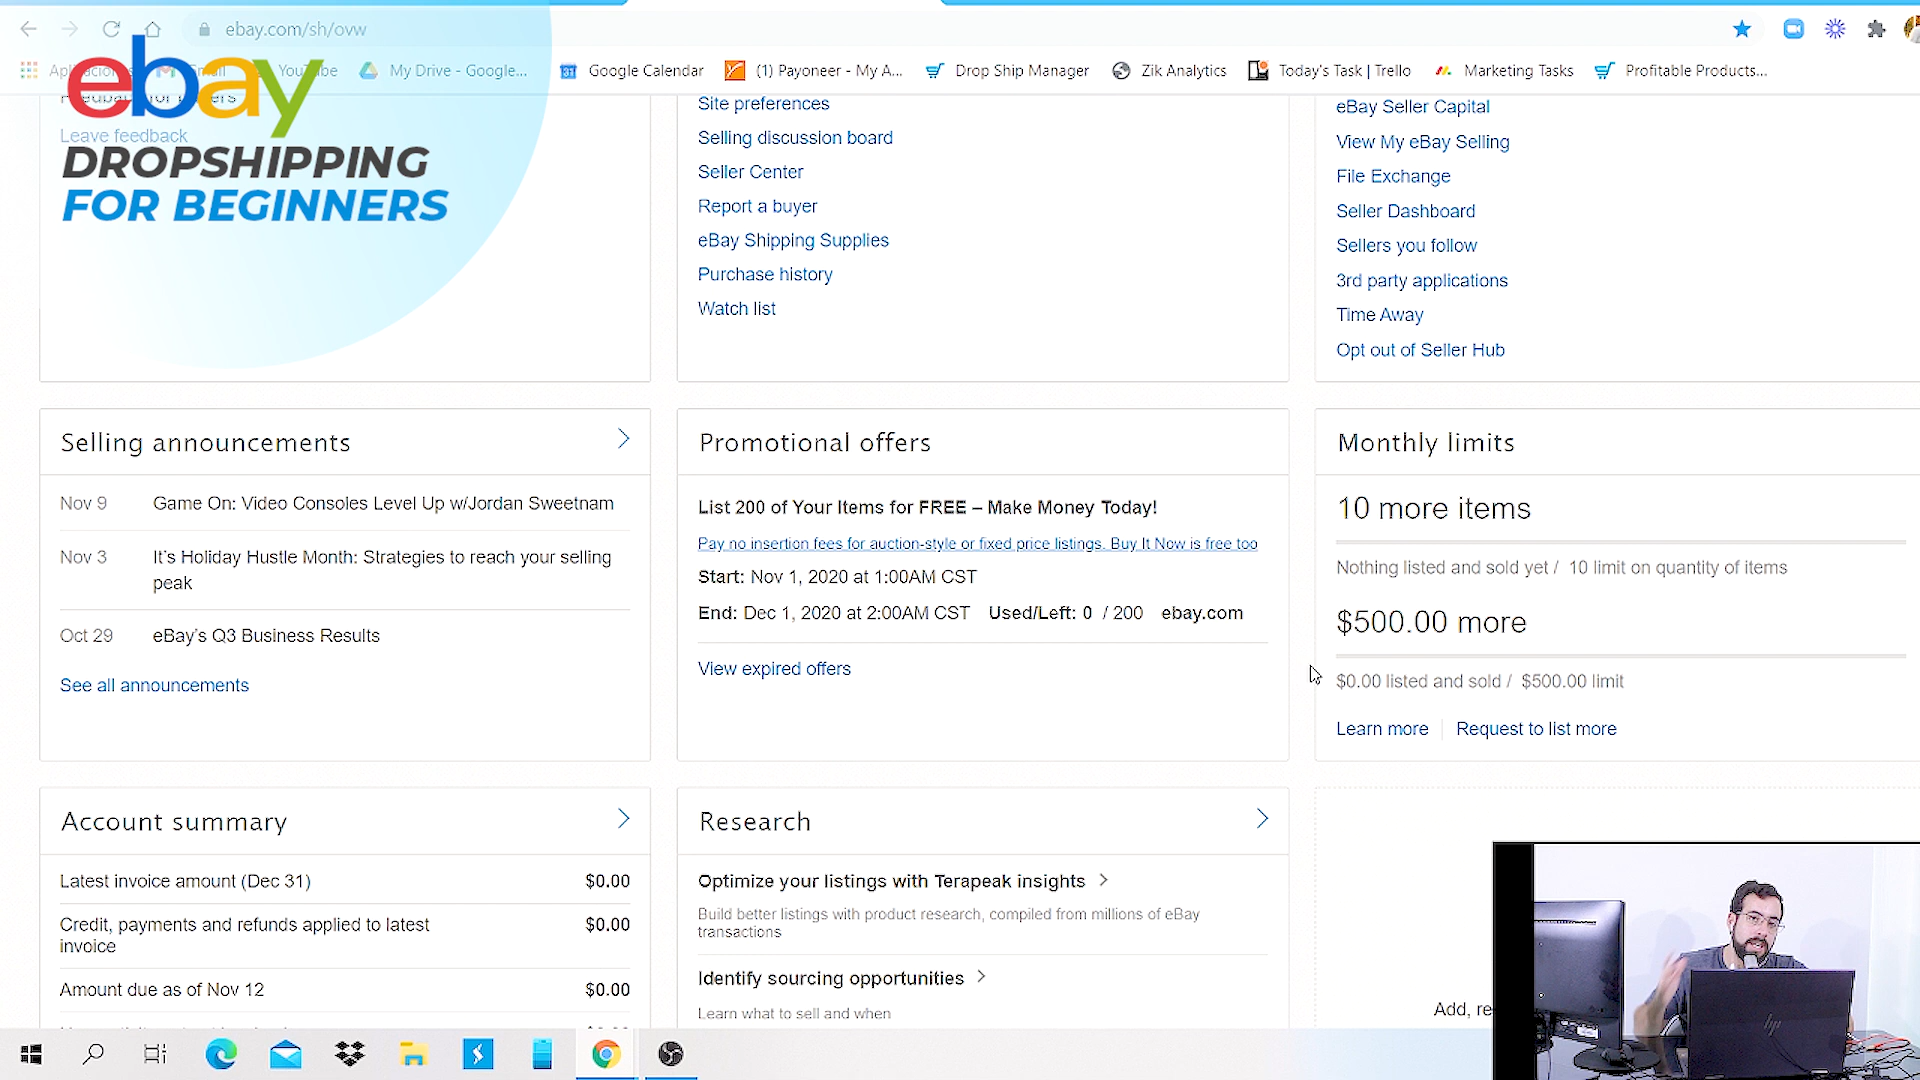 ebay.com/sh/ovw
YouTube
My Drive - Google...
Google Calendar
(1) Payoneer - My A...
Drop Ship Manager
Zik Analytics
Today's Task | Trello
Marketing Tasks
Profitable Products...
ebay
DROPSHIPPING
FOR BEGINNERS
Leave feedback
Site preferences
Selling discussion board
Seller Center
Report a buyer
eBay Shipping Supplies
Purchase history
Watch list
eBay Seller Capital
View My eBay Selling
File Exchange
Seller Dashboard
Sellers you follow
3rd party applications
Time Away
Opt out of Seller Hub
Selling announcements
Nov 9 Game On: Video Consoles Level Up w/Jordan Sweetnam
Nov 3 It's Holiday Hustle Month: Strategies to reach your selling
peak
Oct 29 eBay's Q3 Business Results
See all announcements
Promotional offers
List 200 of Your Items for FREE – Make Money Today!
Pay no insertion fees for auction-style or fixed price listings. Buy It Now is free too
Start: Nov 1, 2020 at 1:00AM CST
End: Dec 1, 2020 at 2:00AM CST Used/Left: 0 / 200 ebay.com
View expired offers
Monthly limits
10 more items
Nothing listed and sold yet / 10 limit on quantity of items
$500.00 more
$0.00 listed and sold / $500.00 limit
Learn more
Request to list more
Account summary
Latest invoice amount (Dec 31) $0.00
Credit, payments and refunds applied to latest $0.00
invoice
Amount due as of Nov 12 $0.00
Research
Optimize your listings with Terapeak insights
Build better listings with product research, compiled from millions of eBay
transactions
Identify sourcing opportunities
Learn what to sell and when
Add, re
hp